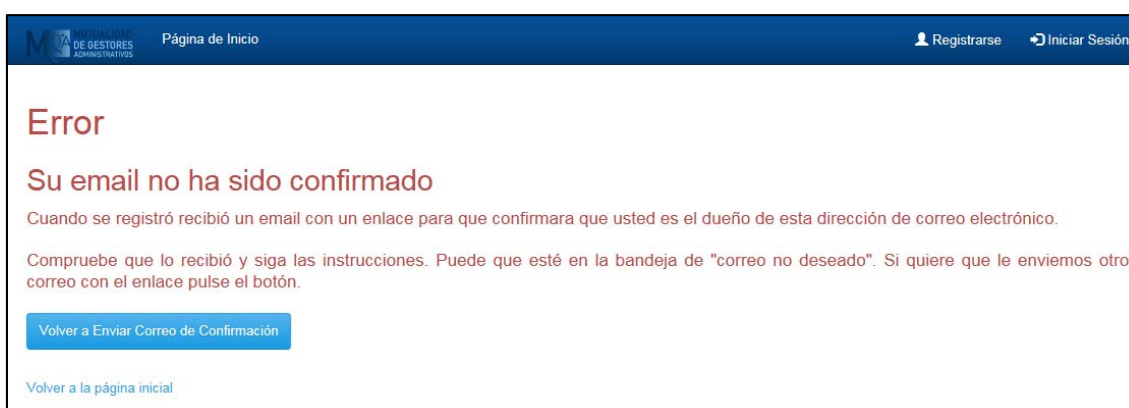 MUTUALIDAD
DE GESTORES
ADMINISTRATIVOS
Página de Inicio
Registrarse
Iniciar Sesión
Error
Su email no ha sido confirmado
Cuando se registró recibió un email con un enlace para que confirmara que usted es el dueño de esta dirección de correo electrónico.
Compruebe que lo recibió y siga las instrucciones. Puede que esté en la bandeja de "correo no deseado". Si quiere que le enviemos otro
correo con el enlace pulse el botón.
Volver a Enviar Correo de Confirmación
Volver a la página inicial